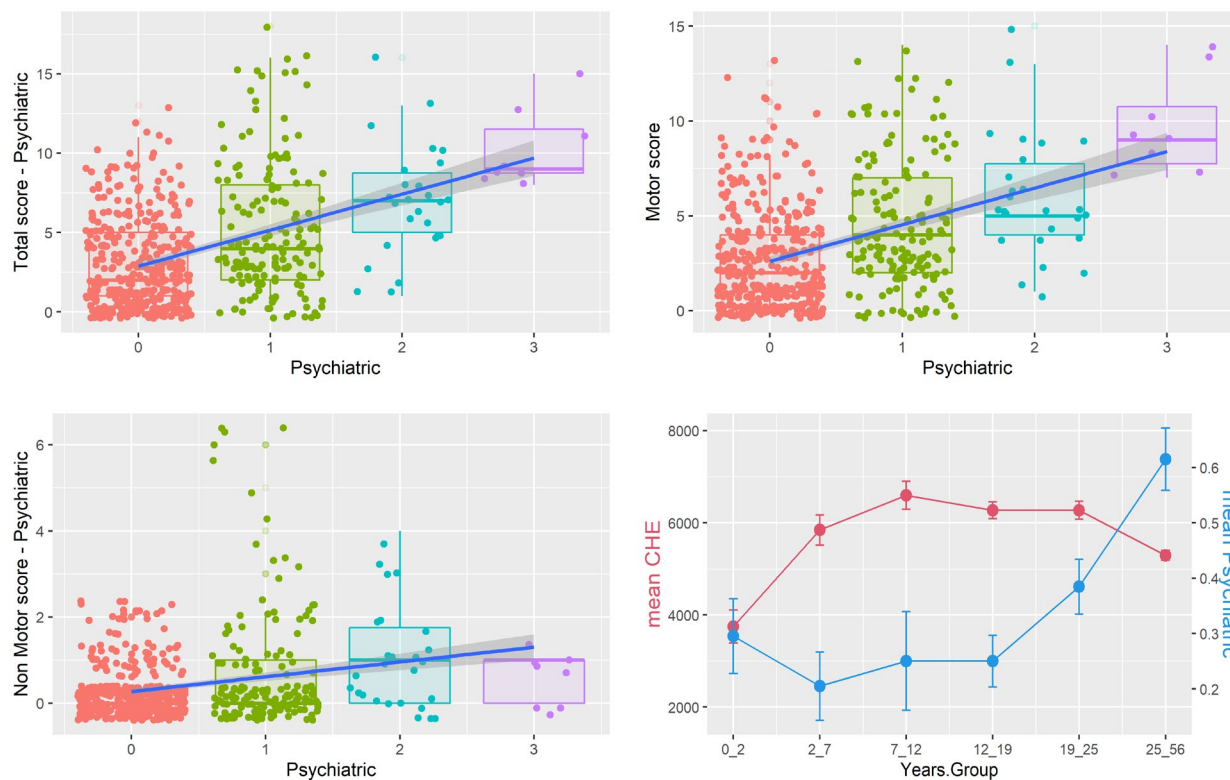 Total score - Psychiatric
15
10
5
0
0 1 2 3
Psychiatric
Motor score
15
10
5
0
0 1 2 3
Psychiatric
Non Motor score - Psychiatric
6
4
2
0
0 1 2 3
Psychiatric
mean CHE
8000
6000
4000
2000
0.6
0.5
0.4
0.3
0.2
mean Psychiatric
0_2 2_7 7_12 12_19 19_25 25_56
Years.Group